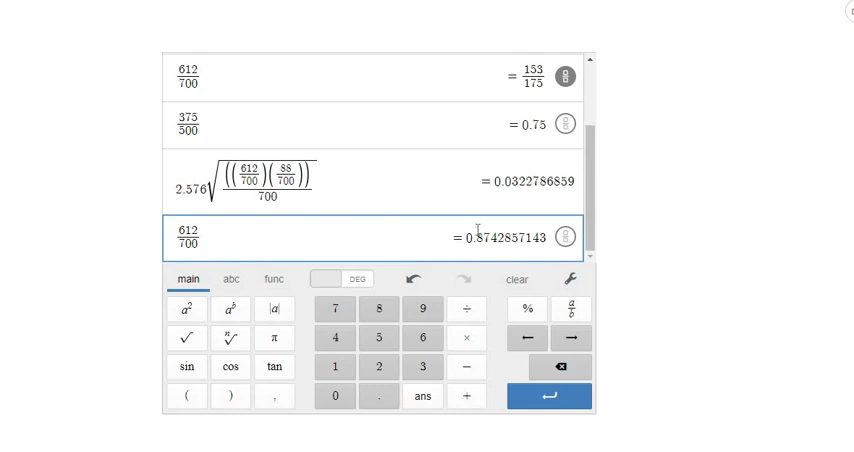 612/700 = 153/175
375/500 = 0.75
2.576√(((612/700)(88/700))/700) = 0.0322786859
612/700 = 0.8742857143
main abc func DEG clear
a² aᵇ |a| 7 8 9 ÷ % a/b
√ ⁿ√ π 4 5 6 × ← →
sin cos tan 1 2 3 −
( ) , 0 . ans +